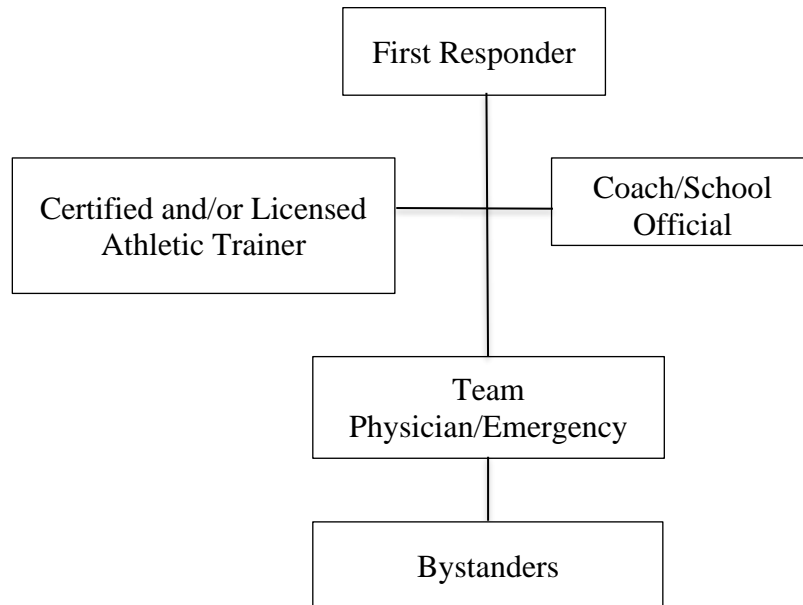 First Responder
Certified and/or Licensed
Athletic Trainer
Coach/School
Official
Team
Physician/Emergency
Bystanders